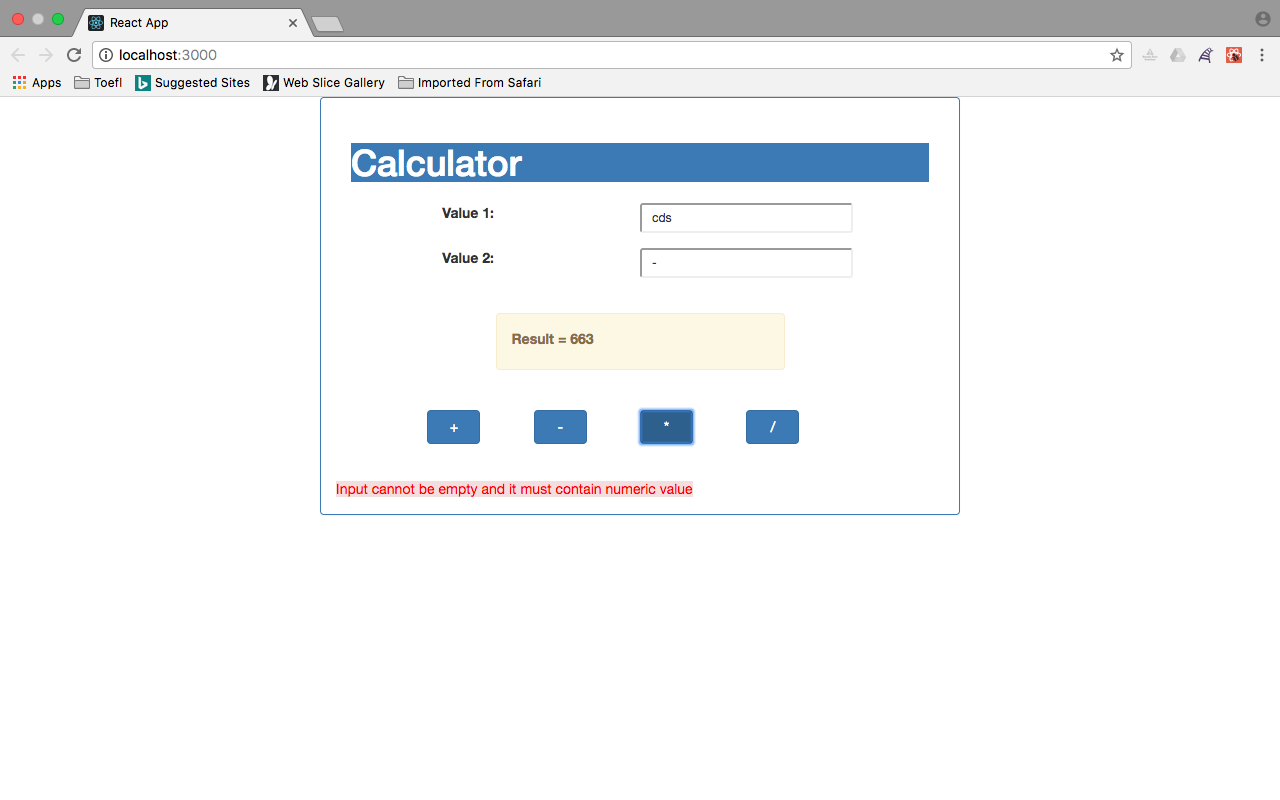 React App
localhost:3000
Apps Toefl Suggested Sites Web Slice Gallery Imported From Safari
Calculator
Value 1: cds
Value 2: -
Result = 663
+ - * /
Input cannot be empty and it must contain numeric value